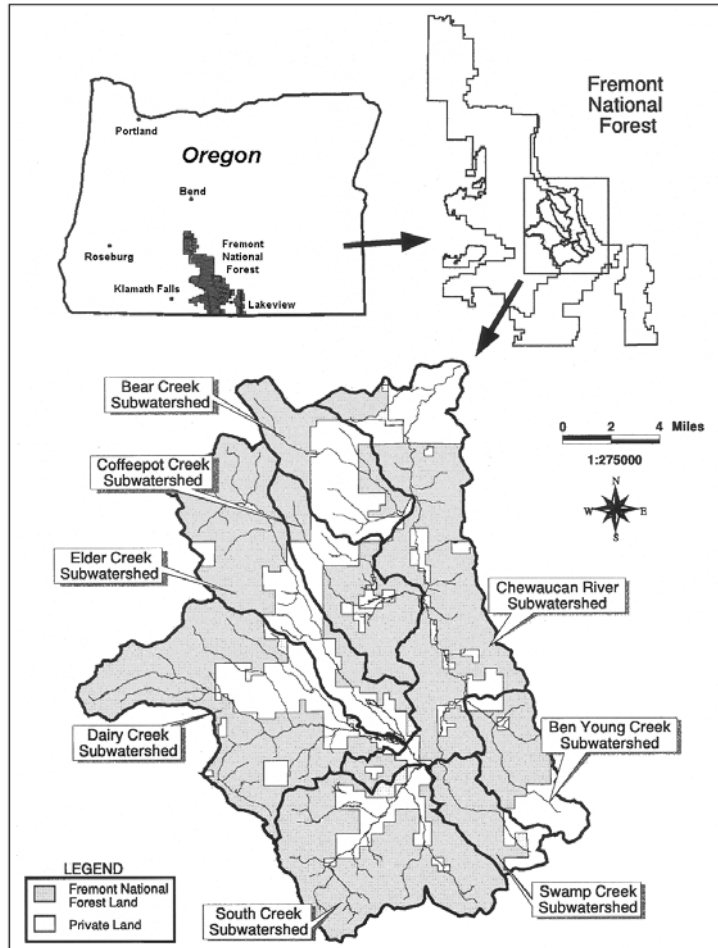 Oregon
Portland
Bend
Roseburg
Fremont
National
Forest
Klamath Falls
Lakeview
Fremont
National
Forest
Bear Creek
Subwatershed
Coffeepot Creek
Subwatershed
Elder Creek
Subwatershed
Dairy Creek
Subwatershed
South Creek
Subwatershed
Chewaucan River
Subwatershed
Ben Young Creek
Subwatershed
Swamp Creek
Subwatershed
0 2 4 Miles
1:275000
N
W E
S
LEGEND
Fremont National
Forest Land
Private Land